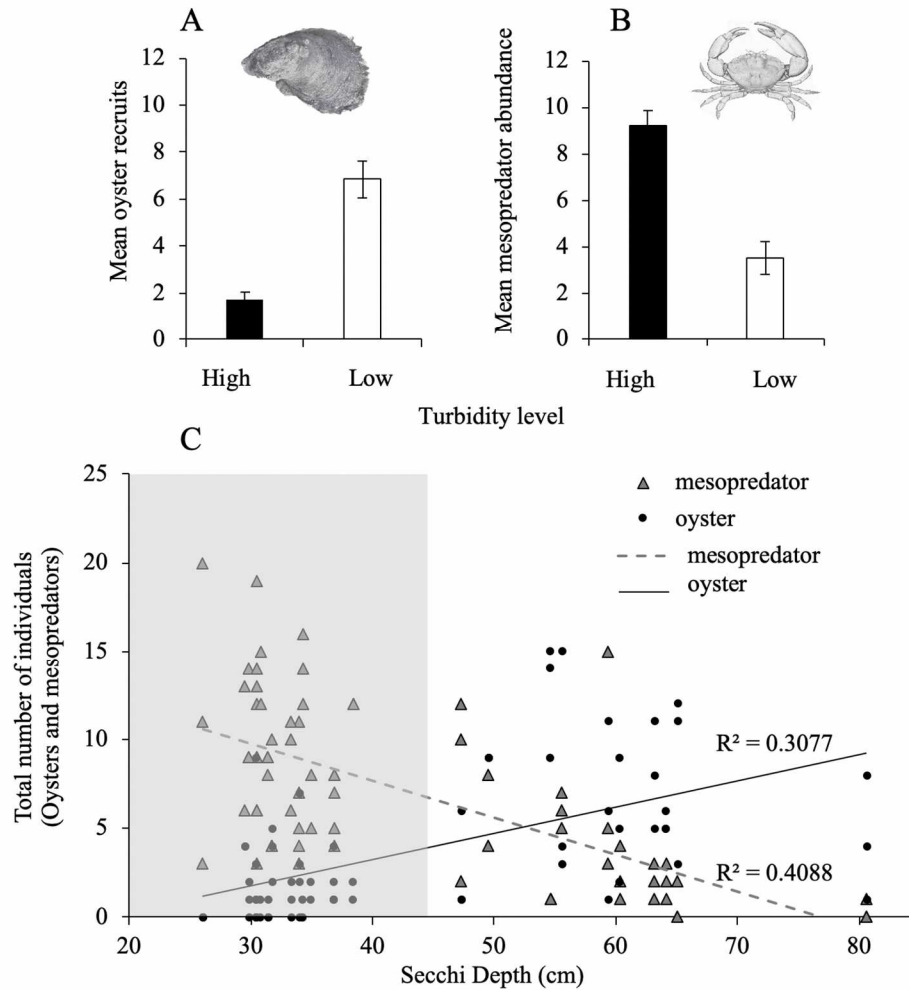 A
B
Mean oyster recruits
12
10
8
6
4
2
0
High
Low
Mean mesopredator abundance
12
10
8
6
4
2
0
High
Low
Turbidity level
C
Total number of individuals
(Oysters and mesopredators)
25
20
15
10
5
0
mesopredator
oyster
mesopredator
oyster
R² = 0.3077
R² = 0.4088
20
30
40
50
60
70
80
Secchi Depth (cm)